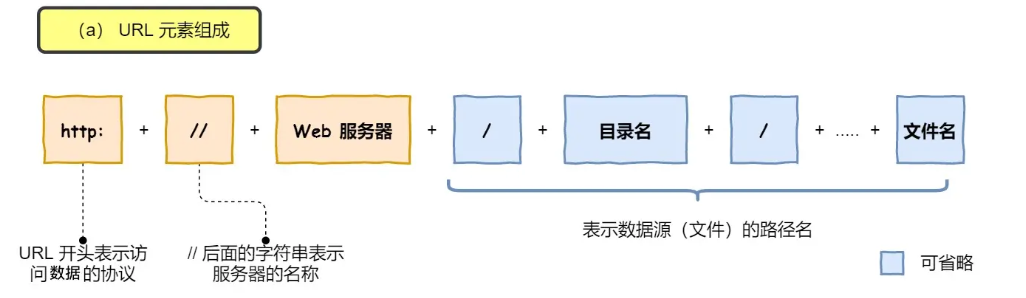 （a） URL 元素组成
http: + // + Web 服务器 + / + 目录名 + / + ..... + 文件名
URL 开头表示访
问数据的协议
// 后面的字符串表示
服务器的名称
表示数据源（文件）的路径名
可省略